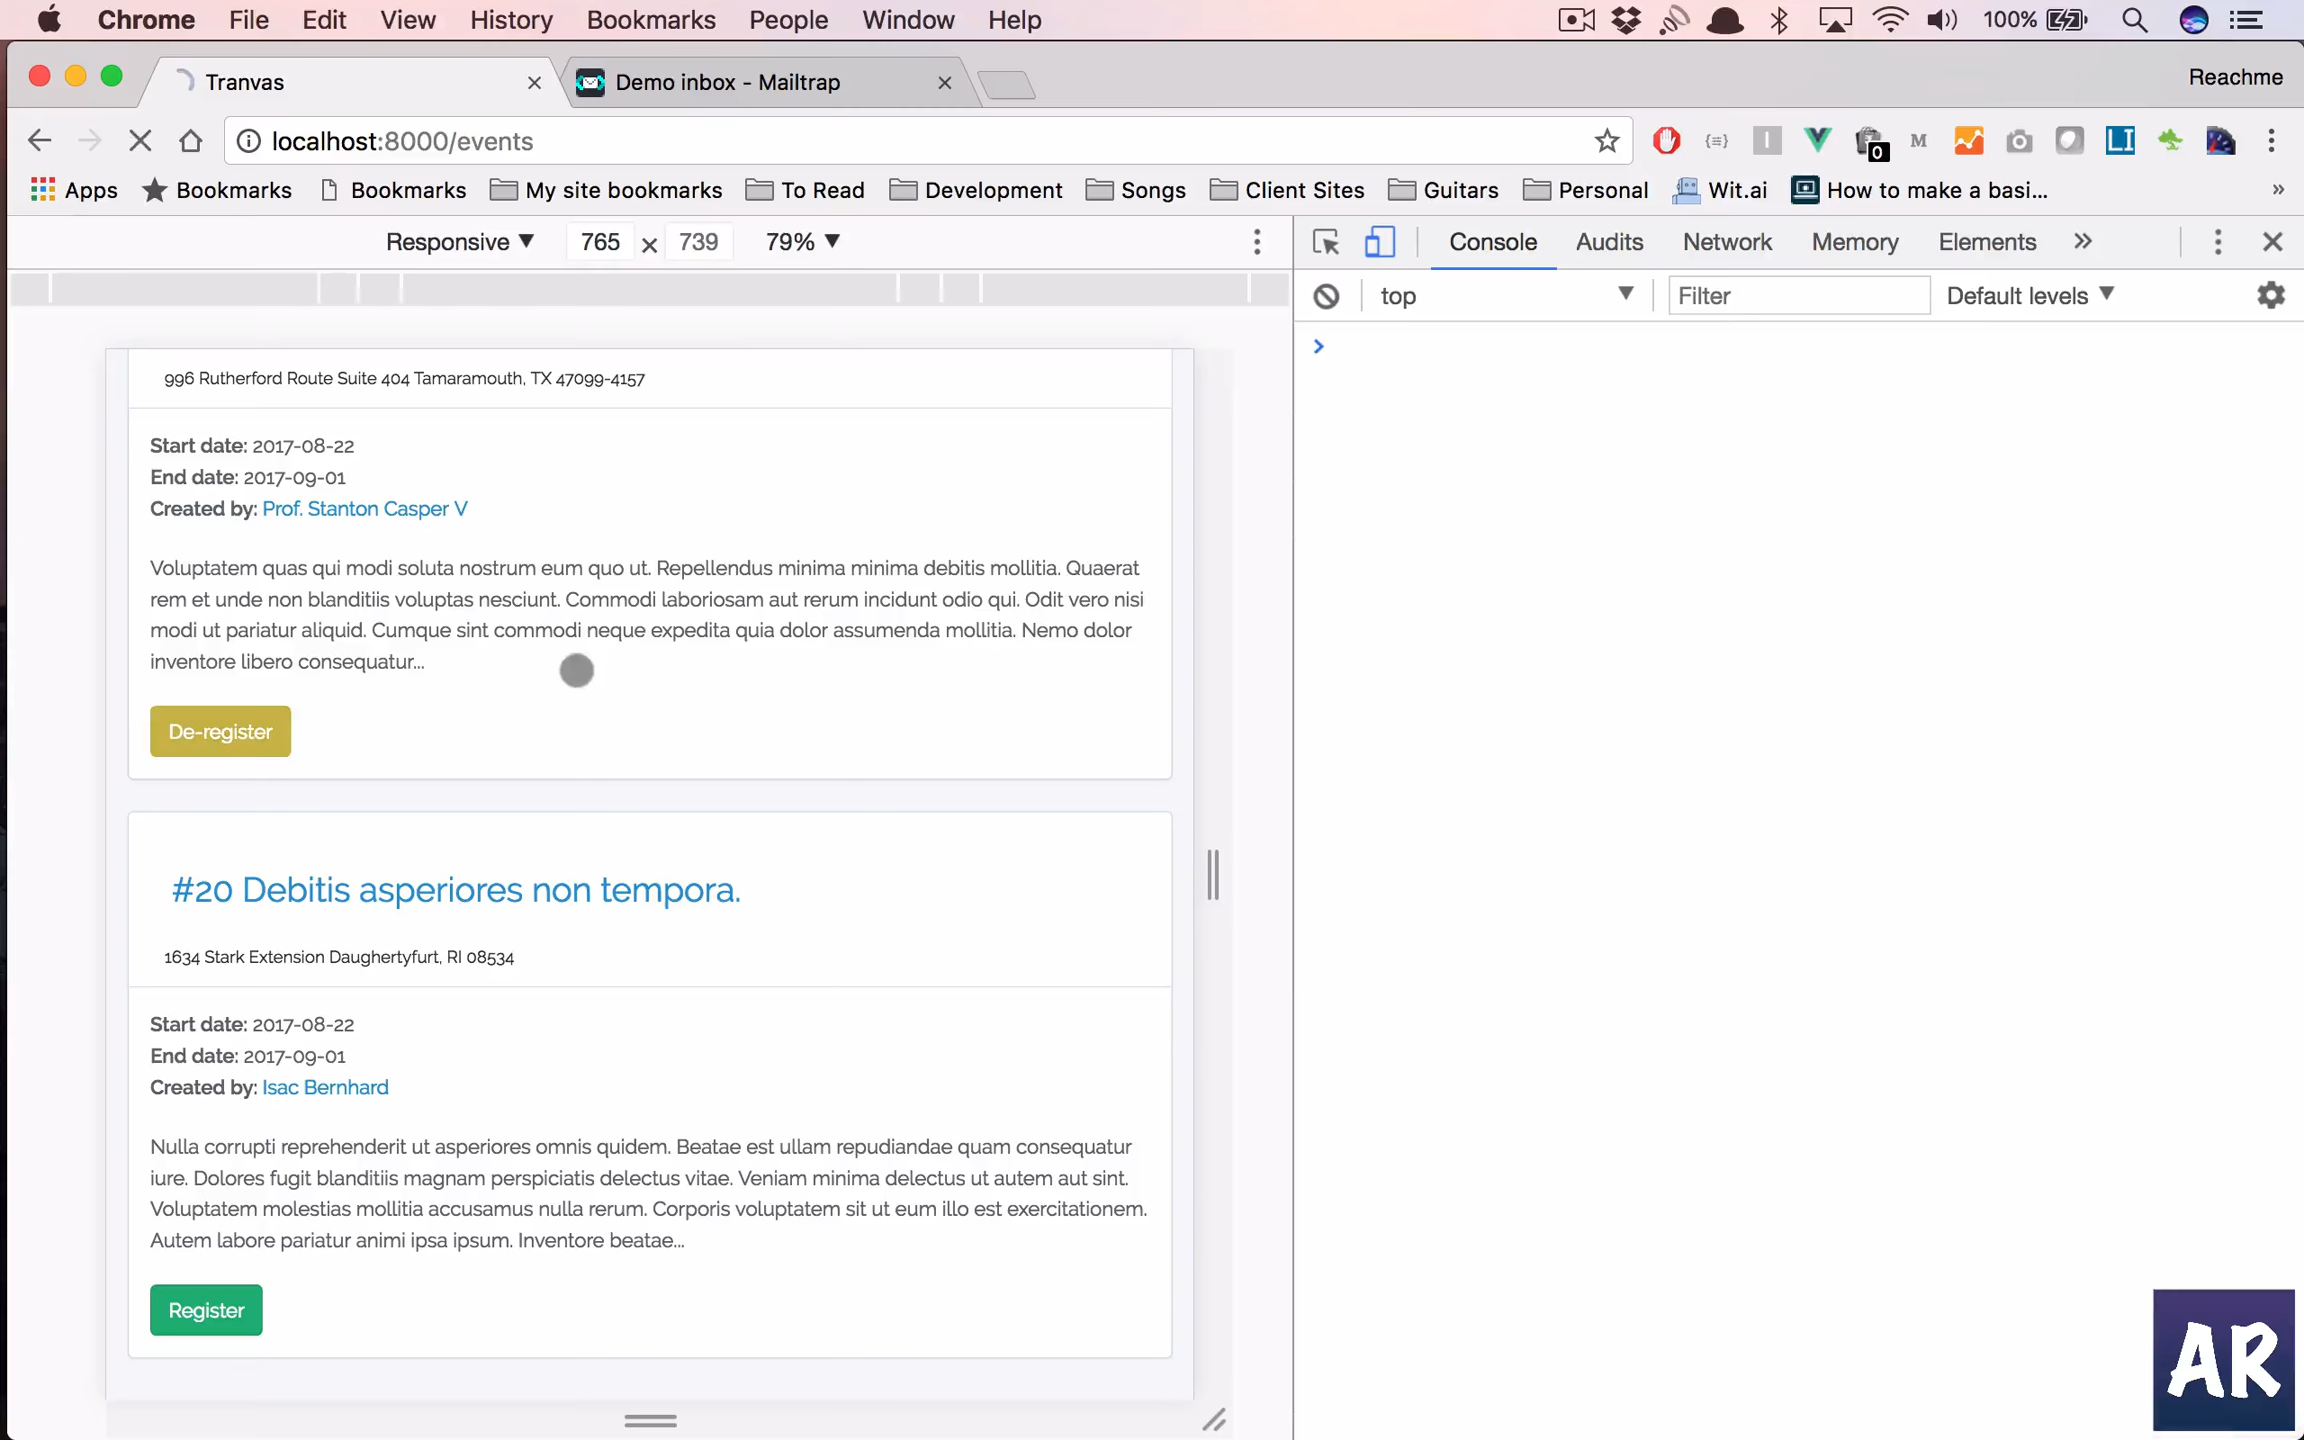 Chrome File Edit View History Bookmarks People Window Help 100%
Tranvas Demo inbox - Mailtrap Reachme
localhost:8000/events 0 M LI
Apps Bookmarks Bookmarks My site bookmarks To Read Development Songs Client Sites Guitars Personal Wit.ai How to make a basi... »
Responsive ▼ 765 × 739 79% ▼ Console Audits Network Memory Elements »
top ▼ Filter Default levels ▼
996 Rutherford Route Suite 404 Tamaramouth, TX 47099-4157
Start date: 2017-08-22
End date: 2017-09-01
Created by: Prof. Stanton Casper V
Voluptatem quas qui modi soluta nostrum eum quo ut. Repellendus minima minima debitis mollitia. Quaerat
rem et unde non blanditiis voluptas nesciunt. Commodi laboriosam aut rerum incidunt odio qui. Odit vero nisi
modi ut pariatur aliquid. Cumque sint commodi neque expedita quia dolor assumenda mollitia. Nemo dolor
inventore libero consequatur...
De-register
#20 Debitis asperiores non tempora.
1634 Stark Extension Daughertyfurt, RI 08534
Start date: 2017-08-22
End date: 2017-09-01
Created by: Isac Bernhard
Nulla corrupti reprehenderit ut asperiores omnis quidem. Beatae est ullam repudiandae quam consequatur
iure. Dolores fugit blanditiis magnam perspiciatis delectus vitae. Veniam minima delectus ut autem aut sint.
Voluptatem molestias mollitia accusamus nulla rerum. Corporis voluptatem sit ut eum illo est exercitationem.
Autem labore pariatur animi ipsa ipsum. Inventore beatae...
Register
AR